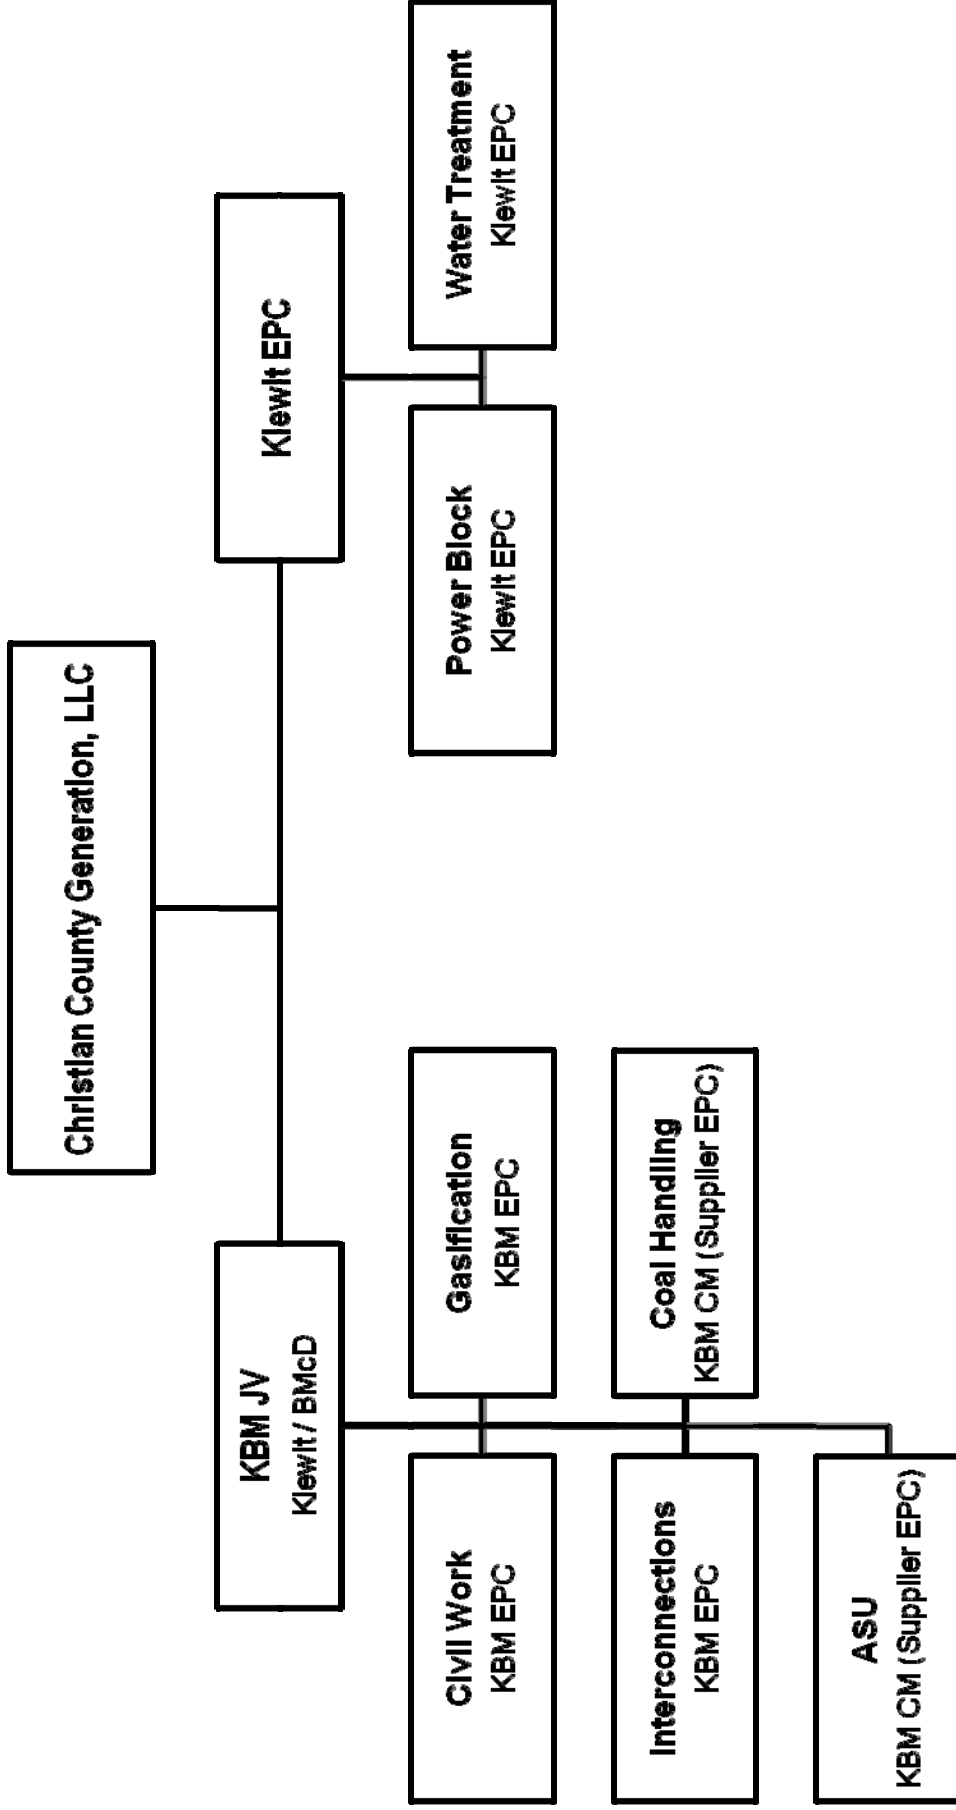 Christian County Generation, LLC
KBM JV
Kiewit / BMcD
Kiewit EPC
Civil Work
KBM EPC
Gasification
KBM EPC
Power Block
Kiewit EPC
Water Treatment
Kiewit EPC
Interconnections
KBM EPC
Coal Handling
KBM CM (Supplier EPC)
ASU
KBM CM (Supplier EPC)